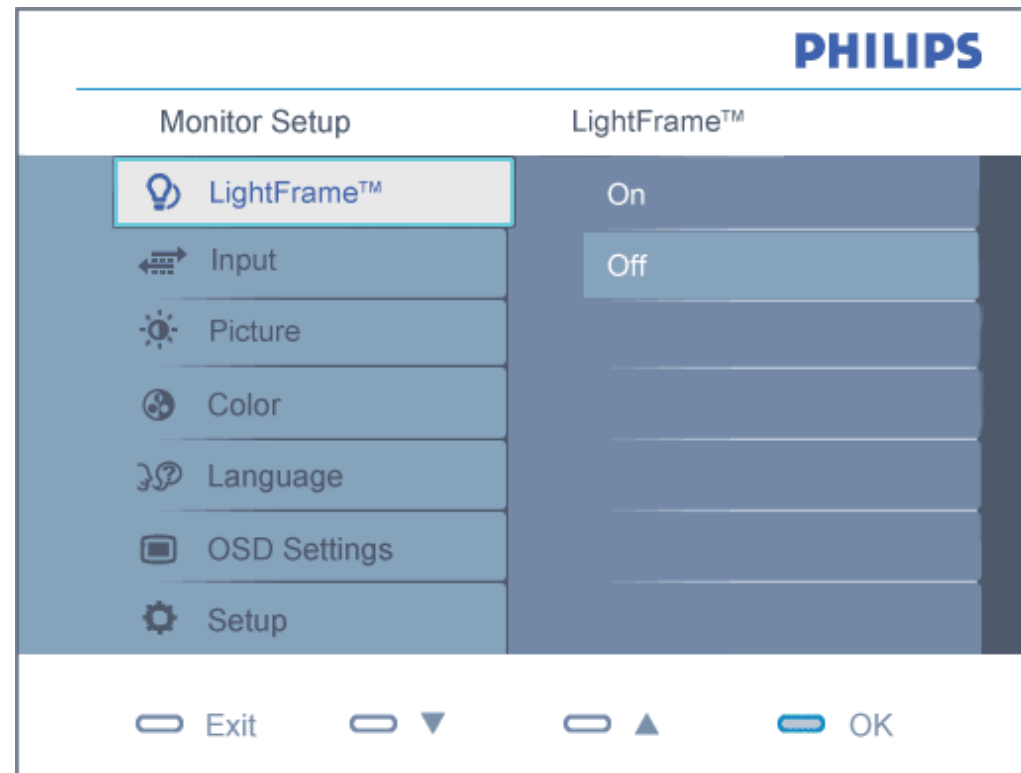 PHILIPS
Monitor Setup
LightFrame™
LightFrame™
On
Input
Off
Picture
Color
Language
OSD Settings
Setup
Exit ▼ ▲ OK